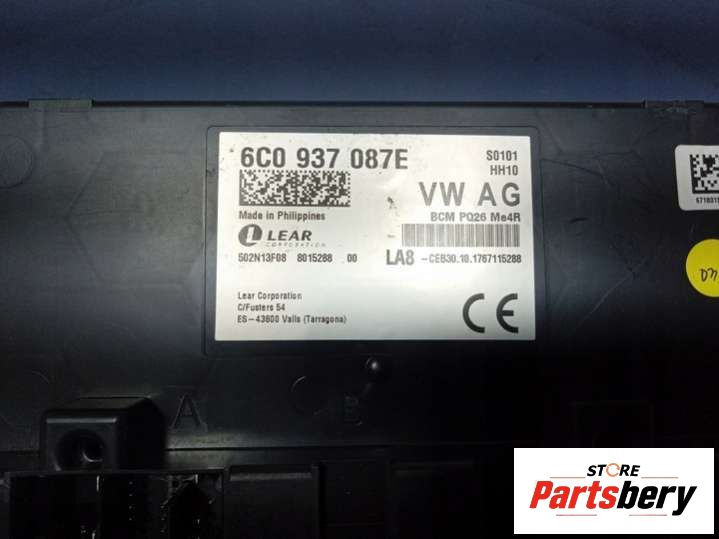 6C0 937 087E
S0101
HH10
VW AG
Made in Philippines
BCM PQ26 Me4R
LEAR
CORPORATION
502N13F08 8015288 00
LA8 -CEB30.10.1767115288
Lear Corporation
C/Fusters 54
ES-43800 Valls (Tarragona)
CE
A
B
STORE
Partsbery